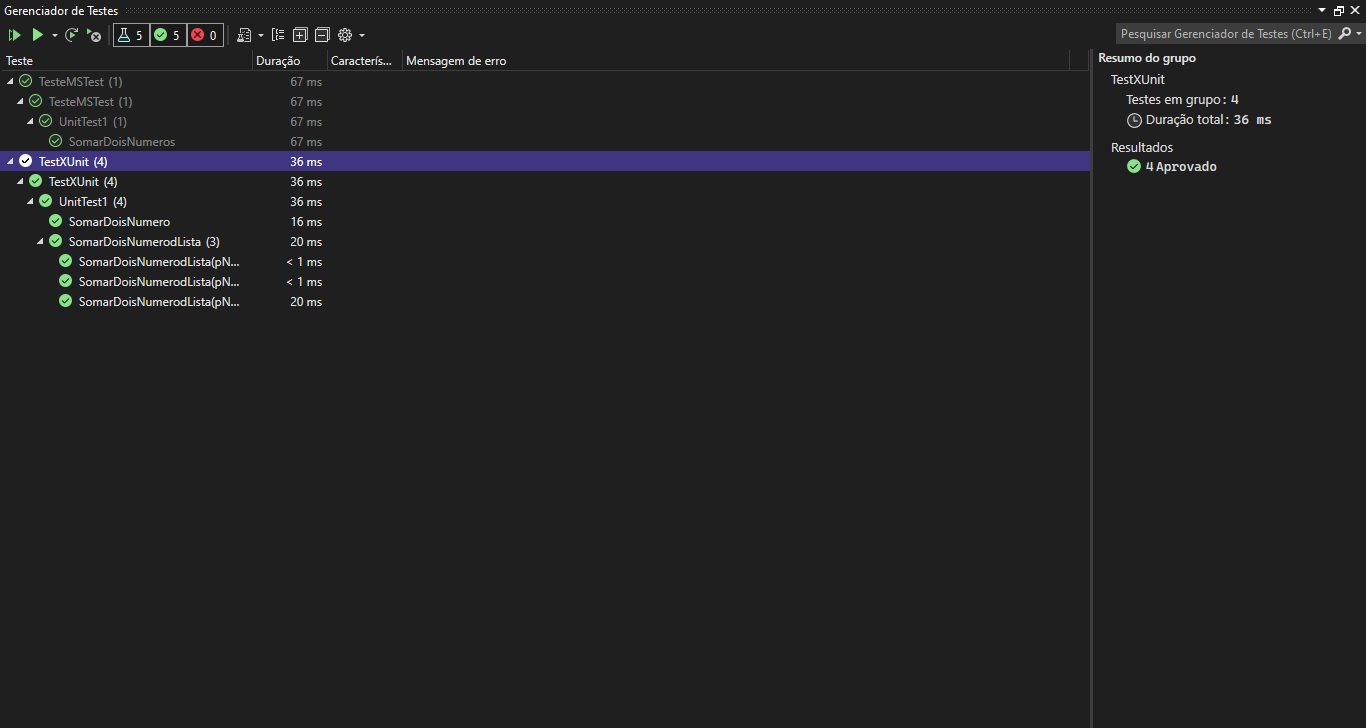 Gerenciador de Testes
5 5 0
Pesquisar Gerenciador de Testes (Ctrl+E)
Teste Duração Caracterís... Mensagem de erro
TesteMSTest (1) 67 ms
TesteMSTest (1) 67 ms
UnitTest1 (1) 67 ms
SomarDoisNumeros 67 ms
TestXUnit (4) 36 ms
TestXUnit (4) 36 ms
UnitTest1 (4) 36 ms
SomarDoisNumero 16 ms
SomarDoisNumerodLista (3) 20 ms
SomarDoisNumerodLista(pN... < 1 ms
SomarDoisNumerodLista(pN... < 1 ms
SomarDoisNumerodLista(pN... 20 ms
Resumo do grupo
TestXUnit
Testes em grupo: 4
Duração total: 36 ms
Resultados
4 Aprovado